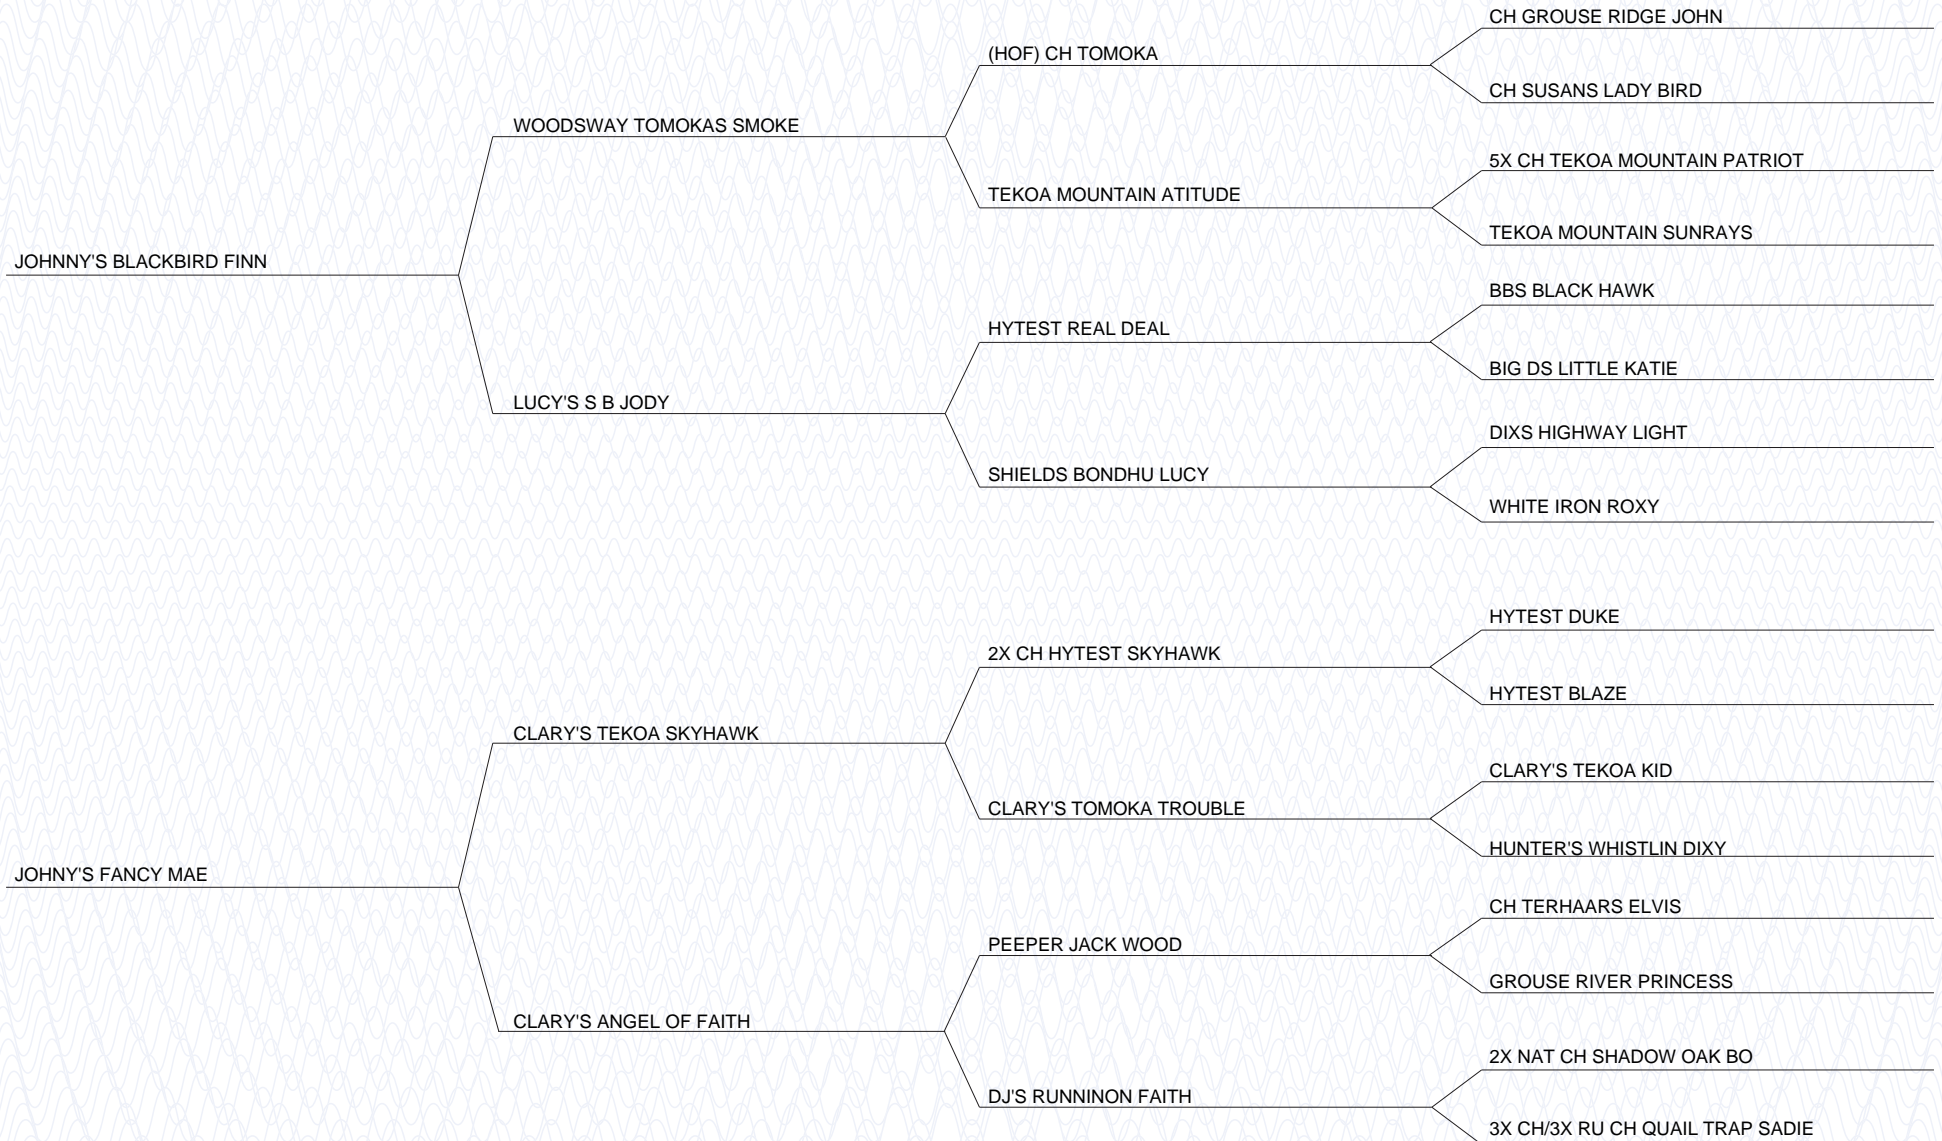 CH GROUSE RIDGE JOHN
(HOF) CH TOMOKA
CH SUSANS LADY BIRD
WOODSWAY TOMOKAS SMOKE
5X CH TEKOA MOUNTAIN PATRIOT
TEKOA MOUNTAIN ATITUDE
TEKOA MOUNTAIN SUNRAYS
JOHNNY'S BLACKBIRD FINN
BBS BLACK HAWK
HYTEST REAL DEAL
BIG DS LITTLE KATIE
LUCY'S S B JODY
DIXS HIGHWAY LIGHT
SHIELDS BONDHU LUCY
WHITE IRON ROXY
HYTEST DUKE
2X CH HYTEST SKYHAWK
HYTEST BLAZE
CLARY'S TEKOA SKYHAWK
CLARY'S TEKOA KID
CLARY'S TOMOKA TROUBLE
HUNTER'S WHISTLIN DIXY
JOHNY'S FANCY MAE
CH TERHAARS ELVIS
PEEPER JACK WOOD
GROUSE RIVER PRINCESS
CLARY'S ANGEL OF FAITH
2X NAT CH SHADOW OAK BO
DJ'S RUNNINON FAITH
3X CH/3X RU CH QUAIL TRAP SADIE